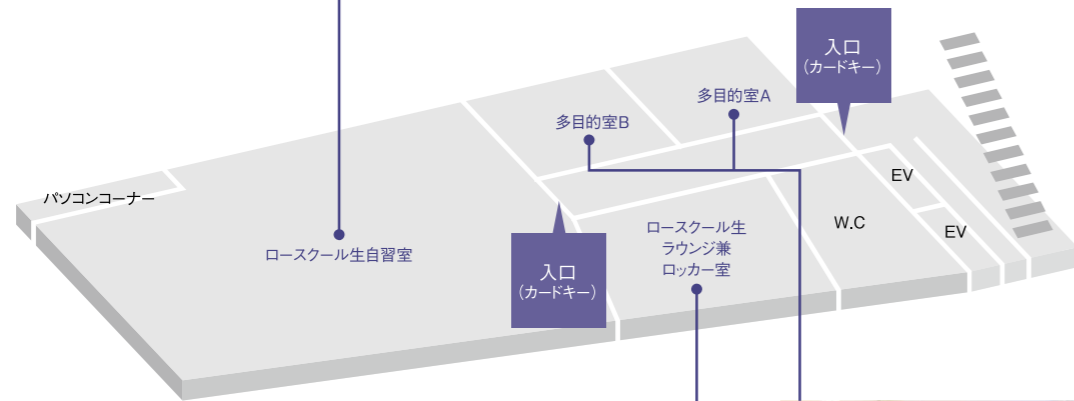 入口
（カードキー）
多目的室A
多目的室B
EV
パソコンコーナー
ロースクール生自習室
ロースクール生
ラウンジ兼
ロッカー室
W.C
EV
入口
（カードキー）